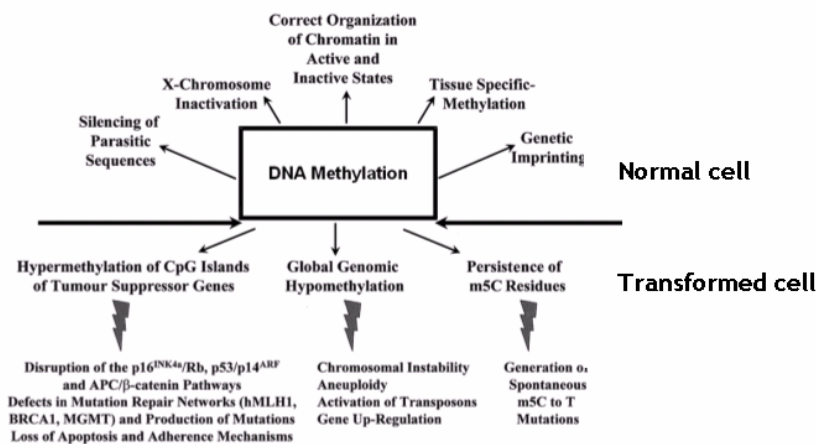 Correct Organization
of Chromatin in
Active and
Inactive States
X-Chromosome
Inactivation
Tissue Specific-
Methylation
Silencing of
Parasitic
Sequences
Genetic
Imprinting
DNA Methylation
Normal cell
Hypermethylation of CpG Islands
of Tumour Suppressor Genes
Global Genomic
Hypomethylation
Persistence of
m5C Residues
Transformed cell
Disruption of the p16INK4a/Rb, p53/p14ARF
and APC/β-catenin Pathways
Defects in Mutation Repair Networks (hMLH1,
BRCA1, MGMT) and Production of Mutations
Loss of Apoptosis and Adherence Mechanisms
Chromosomal Instability
Aneuploidy
Activation of Transposons
Gene Up-Regulation
Generation of
Spontaneous
m5C to T
Mutations